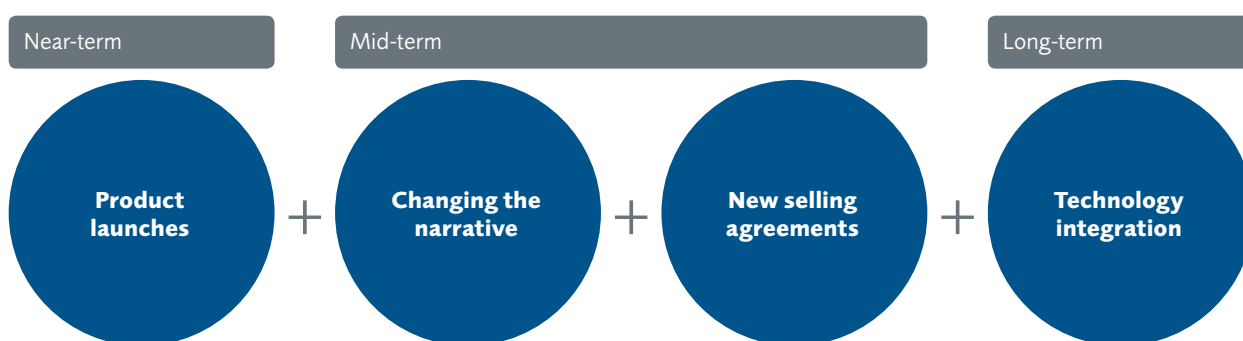 Near-term
Mid-term
Long-term
Product
launches
+
Changing the
narrative
+
New selling
agreements
+
Technology
integration